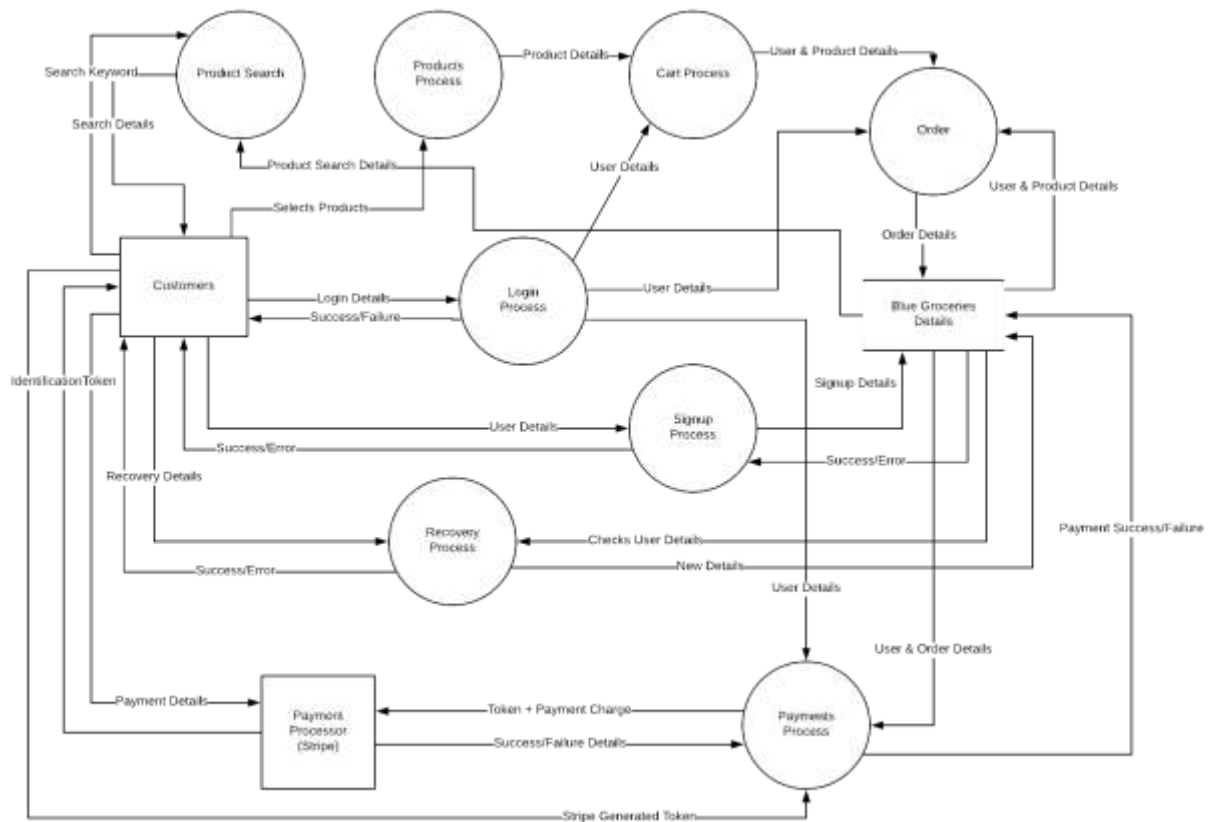 Product Search
Products
Process
Product Details
Cart Process
User & Product Details
Search Keyword
Search Details
Order
Product Search Details
User Details
User & Product Details
Selects Products
Order Details
Customers
Login Details
Success/Failure
Login
Process
User Details
Blue Groceries
Details
IdentificationToken
Signup Details
User Details
Signup
Process
Success/Error
Success/Error
Recovery Details
Recovery
Process
Checks User Details
Payment Success/Failure
Success/Error
New Details
User Details
User & Order Details
Payment Details
Payment
Processor
(Stripe)
Token + Payment Charge
Success/Failure Details
Payments
Process
Stripe Generated Token